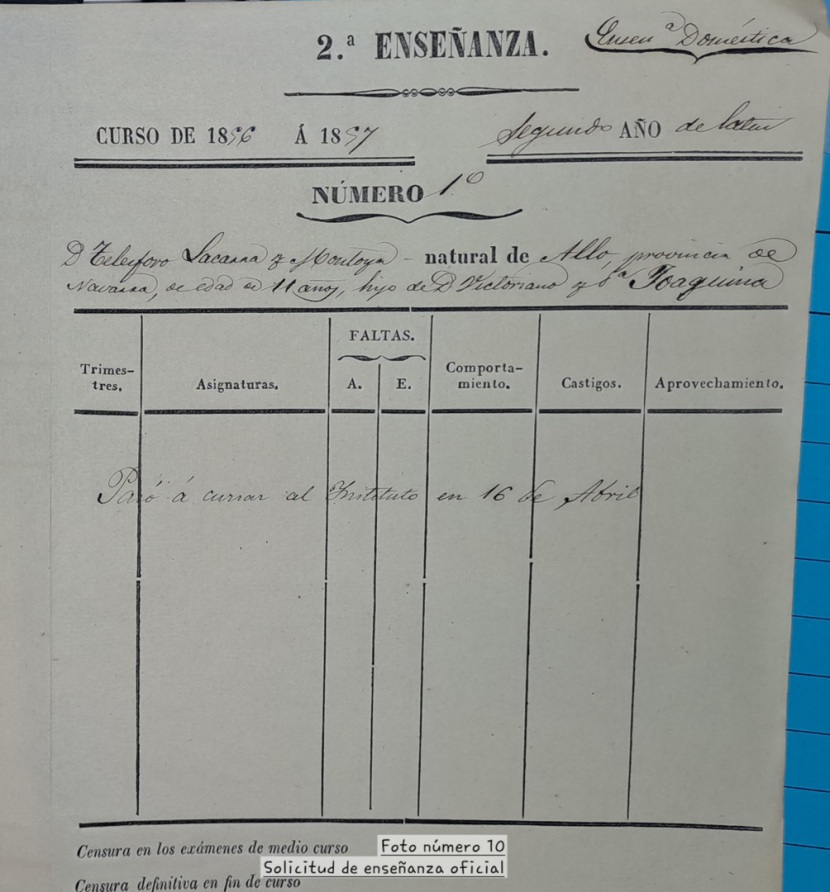 2.ª ENSEÑANZA. Enseñ.ª Doméstica
CURSO DE 1856 Á 1857 Segundo AÑO de latin
NÚMERO 1º
D Telesforo Lacarra y Montoya - natural de Allo, provincia de
Navarra, de edad de 11 años, hijo de D Victoriano y D.ª Joaquina
FALTAS.
Trimes-
tres. Asignaturas. A. E. Comporta-
miento. Castigos. Aprovechamiento.
Pasó á cursar al Instituto en 16 de Abril
Censura en los exámenes de medio curso
Foto número 10
Solicitud de enseñanza oficial
Censura definitiva en fin de curso